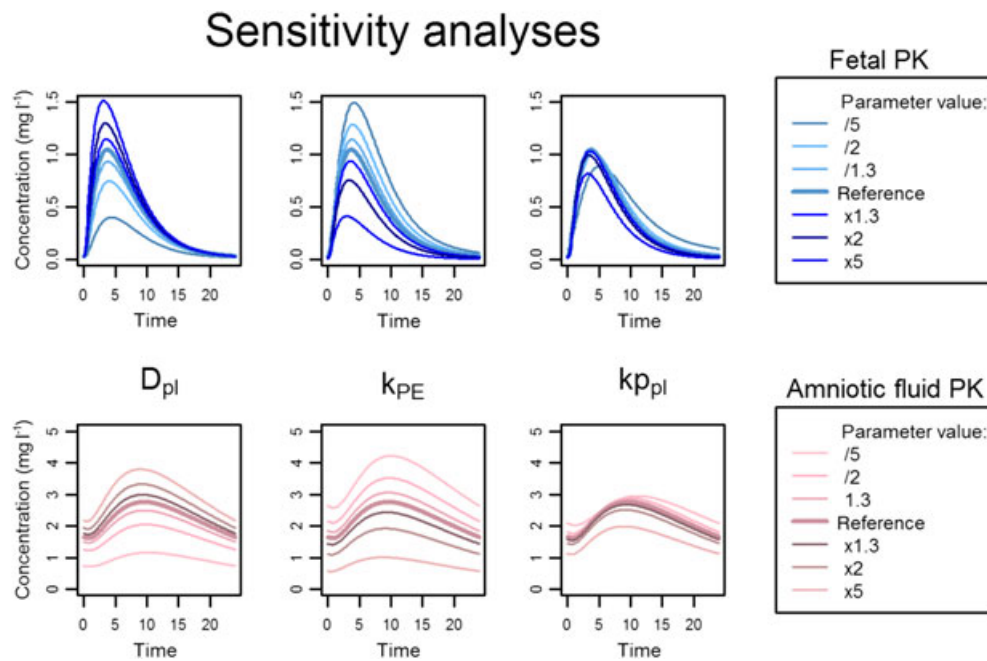 Sensitivity analyses
Concentration (mg l⁻¹)
0.0 0.5 1.0 1.5
0 5 10 15 20
Time
0.0 0.5 1.0 1.5
0 5 10 15 20
Time
0.0 0.5 1.0 1.5
0 5 10 15 20
Time
Fetal PK
Parameter value:
/5
/2
/1.3
Reference
x1.3
x2
x5
D_pl
k_PE
kp_pl
Concentration (mg l⁻¹)
0 1 2 3 4 5
0 5 10 15 20
Time
0 1 2 3 4 5
0 5 10 15 20
Time
0 1 2 3 4 5
0 5 10 15 20
Time
Amniotic fluid PK
Parameter value:
/5
/2
1.3
Reference
x1.3
x2
x5